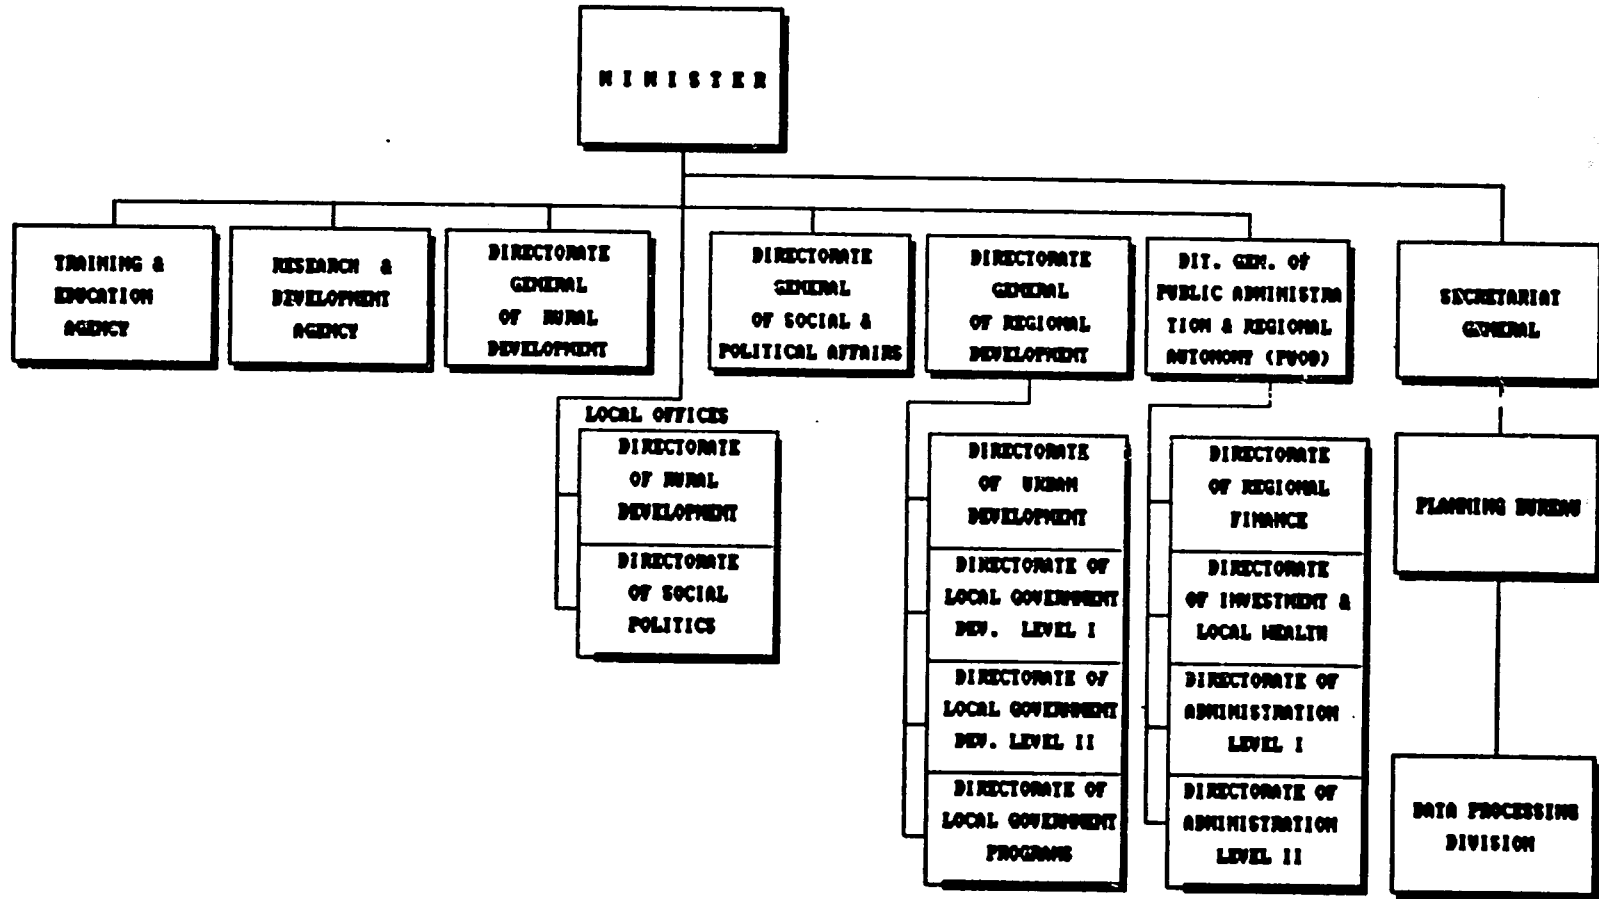 M I N I S T E R
TRAINING &
EDUCATION
AGENCY
RESEARCH &
DEVELOPMENT
AGENCY
DIRECTORATE
GENERAL
OF RURAL
DEVELOPMENT
DIRECTORATE
GENERAL
OF SOCIAL &
POLITICAL AFFAIRS
DIRECTORATE
GENERAL
OF REGIONAL
DEVELOPMENT
DIT. GEN. OF
PUBLIC ADMINISTRA
TION & REGIONAL
AUTONOMY (PUOD)
SECRETARIAT
GENERAL
LOCAL OFFICES
DIRECTORATE
OF RURAL
DEVELOPMENT
DIRECTORATE
OF SOCIAL
POLITICS
DIRECTORATE
OF URBAN
DEVELOPMENT
DIRECTORATE OF
LOCAL GOVERNMENT
DEV. LEVEL I
DIRECTORATE OF
LOCAL GOVERNMENT
DEV. LEVEL II
DIRECTORATE OF
LOCAL GOVERNMENT
PROGRAMS
DIRECTORATE
OF REGIONAL
FINANCE
DIRECTORATE
OF INVESTMENT &
LOCAL WEALTH
DIRECTORATE OF
ADMINISTRATION
LEVEL I
DIRECTORATE OF
ADMINISTRATION
LEVEL II
PLANNING BUREAU
DATA PROCESSING
DIVISION